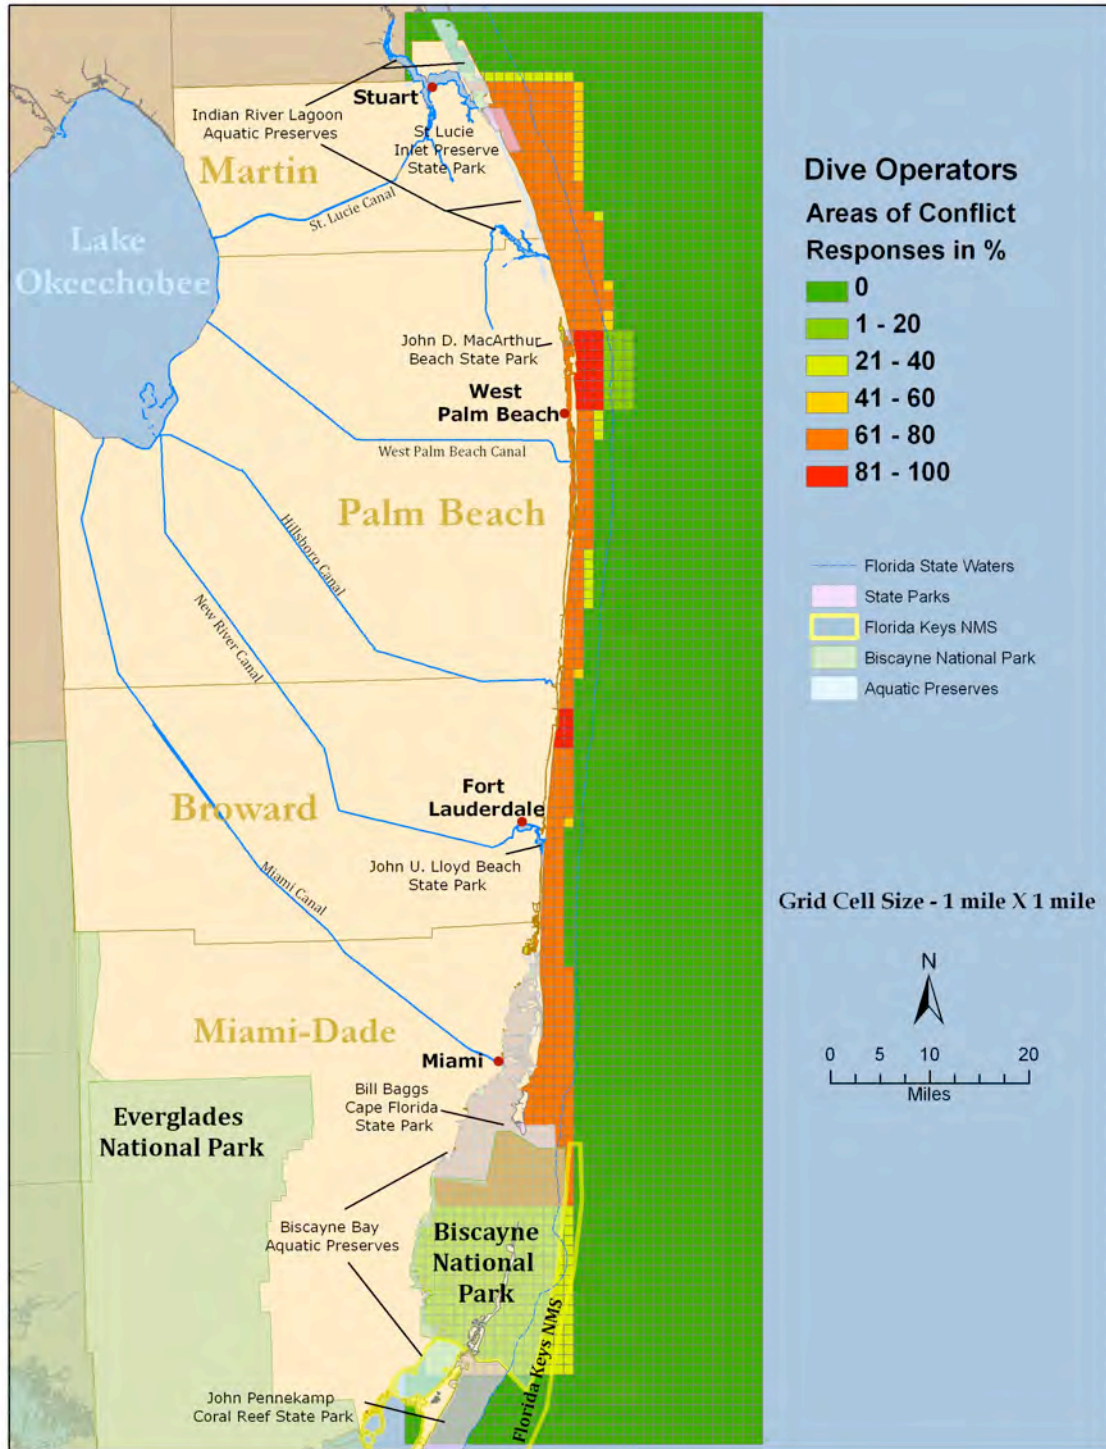 Stuart
Indian River Lagoon
Aquatic Preserves
St Lucie
Inlet Preserve
State Park
Martin
St. Lucie Canal
Lake
Okeechobee
John D. MacArthur
Beach State Park
West
Palm Beach
West Palm Beach Canal
Palm Beach
Hillsboro Canal
New River Canal
Fort
Lauderdale
Broward
John U. Lloyd Beach
State Park
Miami Canal
Miami-Dade
Miami
Bill Baggs
Cape Florida
State Park
Everglades
National Park
Biscayne Bay
Aquatic Preserves
Biscayne
National
Park
Florida Keys NMS
John Pennekamp
Coral Reef State Park
Dive Operators
Areas of Conflict
Responses in %
0
1 - 20
21 - 40
41 - 60
61 - 80
81 - 100
Florida State Waters
State Parks
Florida Keys NMS
Biscayne National Park
Aquatic Preserves
Grid Cell Size - 1 mile X 1 mile
N
0 5 10 20
Miles